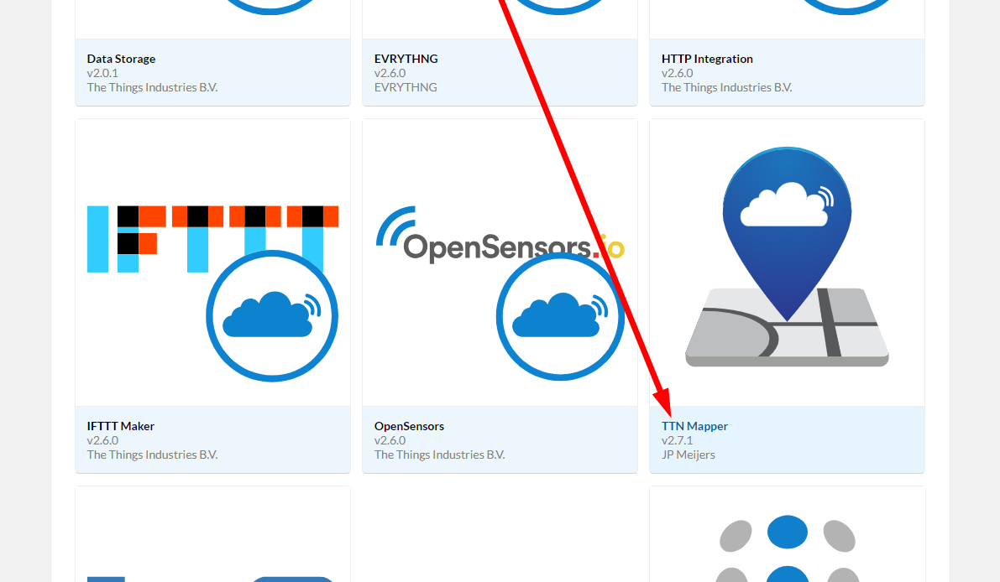 Data Storage
v2.0.1
The Things Industries B.V.
EVRYTHNG
v2.6.0
EVRYTHNG
HTTP Integration
v2.6.0
The Things Industries B.V.
IFTTT
OpenSensors.io
IFTTT Maker
v2.6.0
The Things Industries B.V.
OpenSensors
v2.6.0
The Things Industries B.V.
TTN Mapper
v2.7.1
JP Meijers